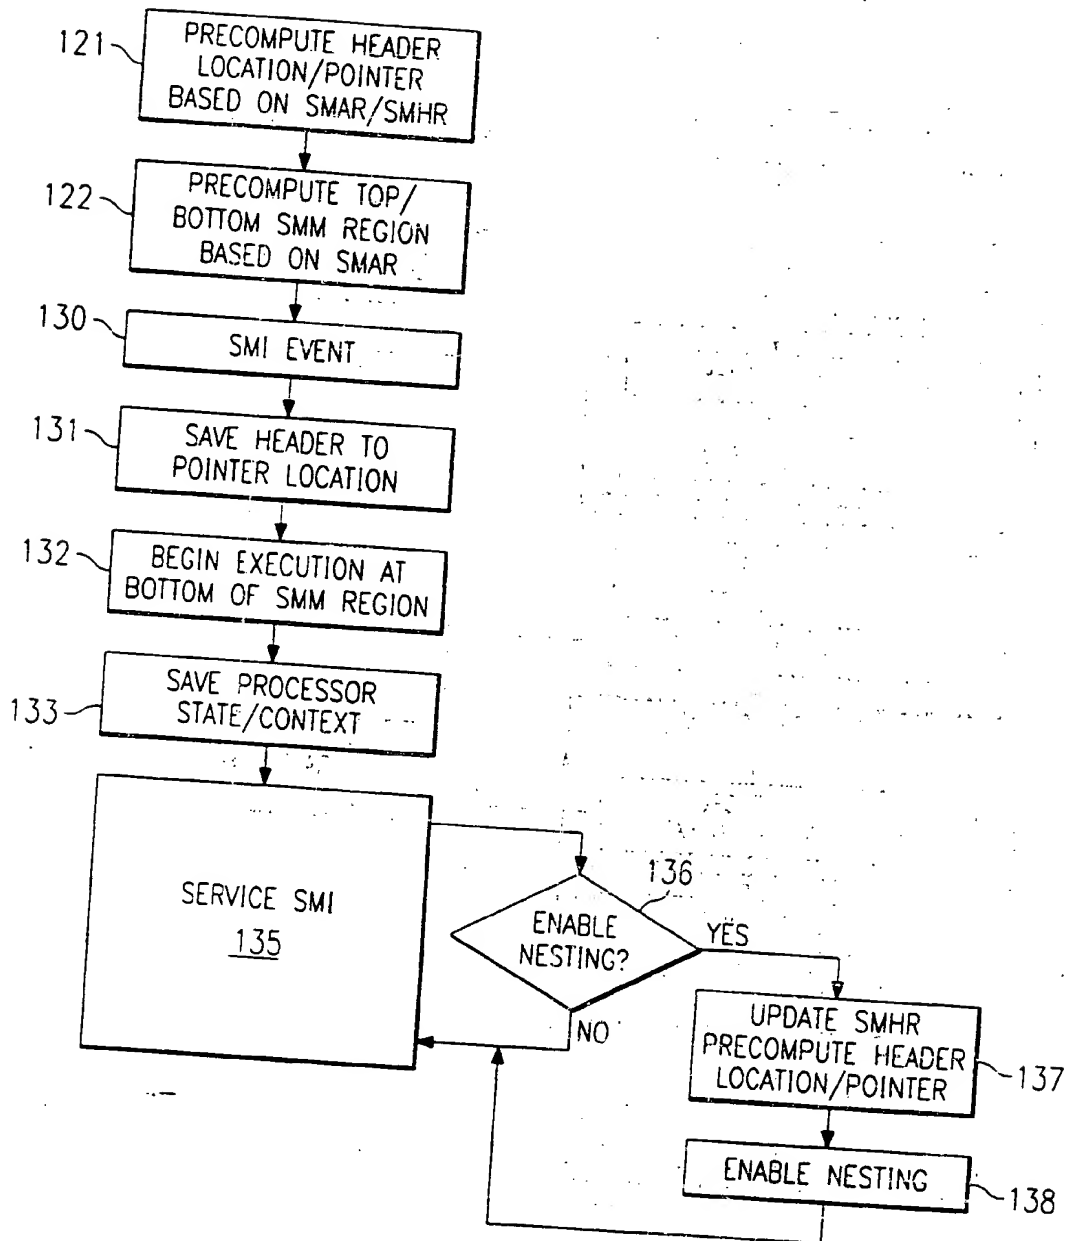 121
PRECOMPUTE HEADER
LOCATION/POINTER
BASED ON SMAR/SMHR
122
PRECOMPUTE TOP/
BOTTOM SMM REGION
BASED ON SMAR
130
SMI EVENT
131
SAVE HEADER TO
POINTER LOCATION
132
BEGIN EXECUTION AT
BOTTOM OF SMM REGION
133
SAVE PROCESSOR
STATE/CONTEXT
SERVICE SMI
135
136
ENABLE
NESTING?
YES
NO
UPDATE SMHR
PRECOMPUTE HEADER
LOCATION/POINTER
137
ENABLE NESTING
138